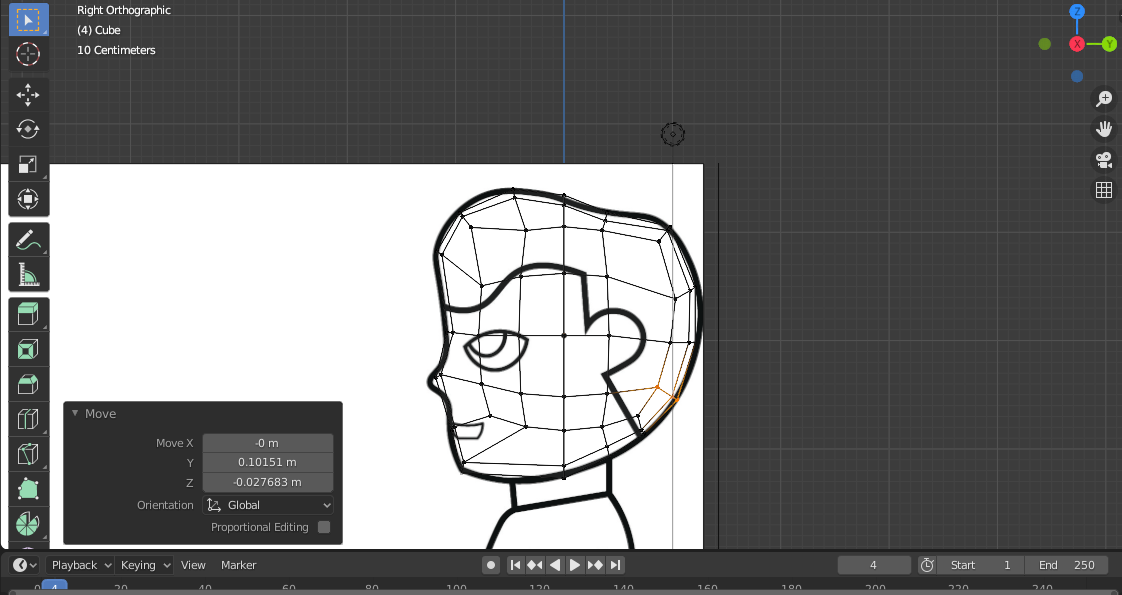 Right Orthographic
(4) Cube
10 Centimeters
Z
X
Y
Move
Move X -0 m
Y 0.10151 m
Z -0.027683 m
Orientation Global
Proportional Editing
Playback Keying View Marker 4 Start 1 End 250
0 4 20 40 60 80 100 120 140 160 180 200 220 240